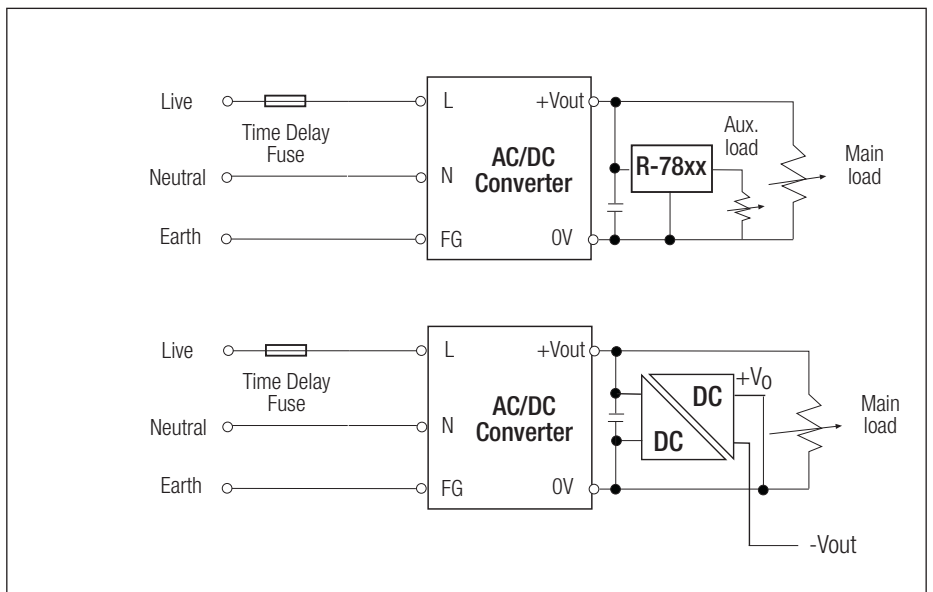 Live
Time Delay
Fuse
Neutral
Earth
L
N
FG
AC/DC
Converter
+Vout
0V
R-78xx
Aux.
load
Main
load
Live
Time Delay
Fuse
Neutral
Earth
L
N
FG
AC/DC
Converter
+Vout
0V
DC
DC
+V0
Main
load
-Vout